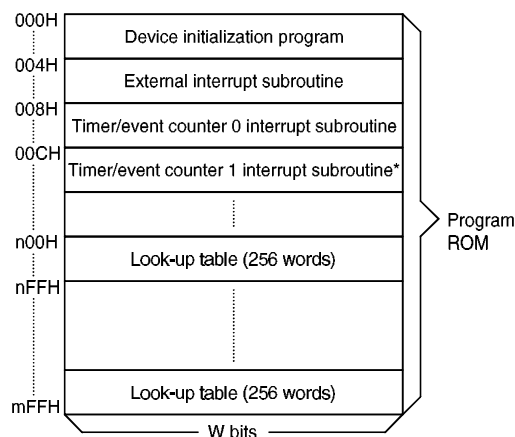 000H
Device initialization program
004H
External interrupt subroutine
008H
Timer/event counter 0 interrupt subroutine
00CH
Timer/event counter 1 interrupt subroutine*
Program
ROM
n00H
Look-up table (256 words)
nFFH
Look-up table (256 words)
mFFH
W bits